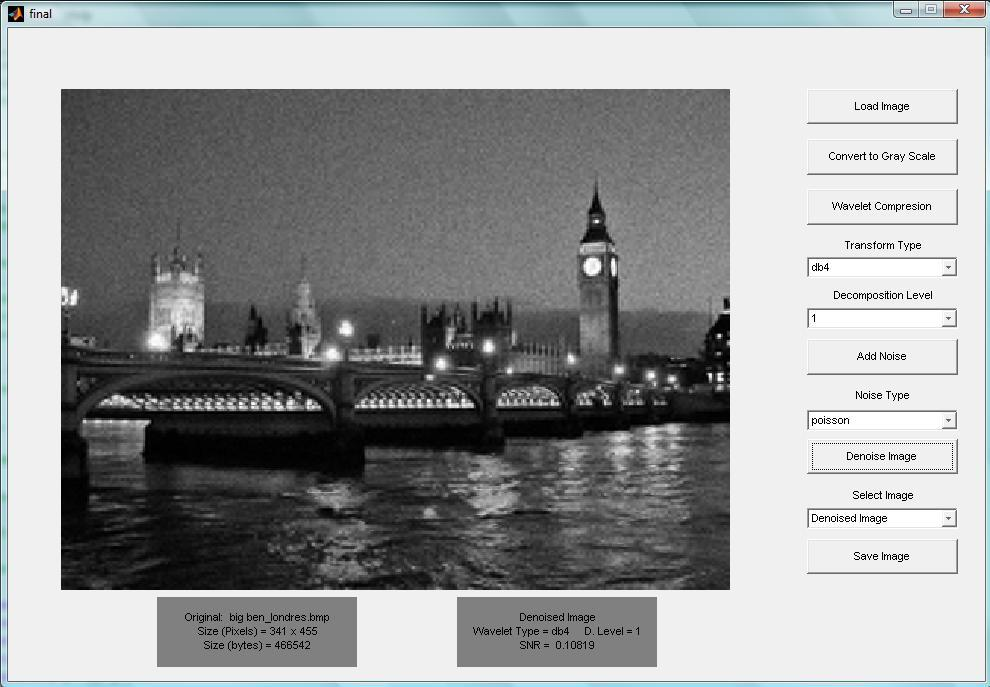 final
Load Image
Convert to Gray Scale
Wavelet Compresion
Transform Type
db4
Decomposition Level
1
Add Noise
Noise Type
poisson
Denoise Image
Select Image
Denoised Image
Save Image
Original: big ben_londres.bmp
Size (Pixels) = 341 x 455
Size (bytes) = 466542
Denoised Image
Wavelet Type = db4 D. Level = 1
SNR = 0.10819